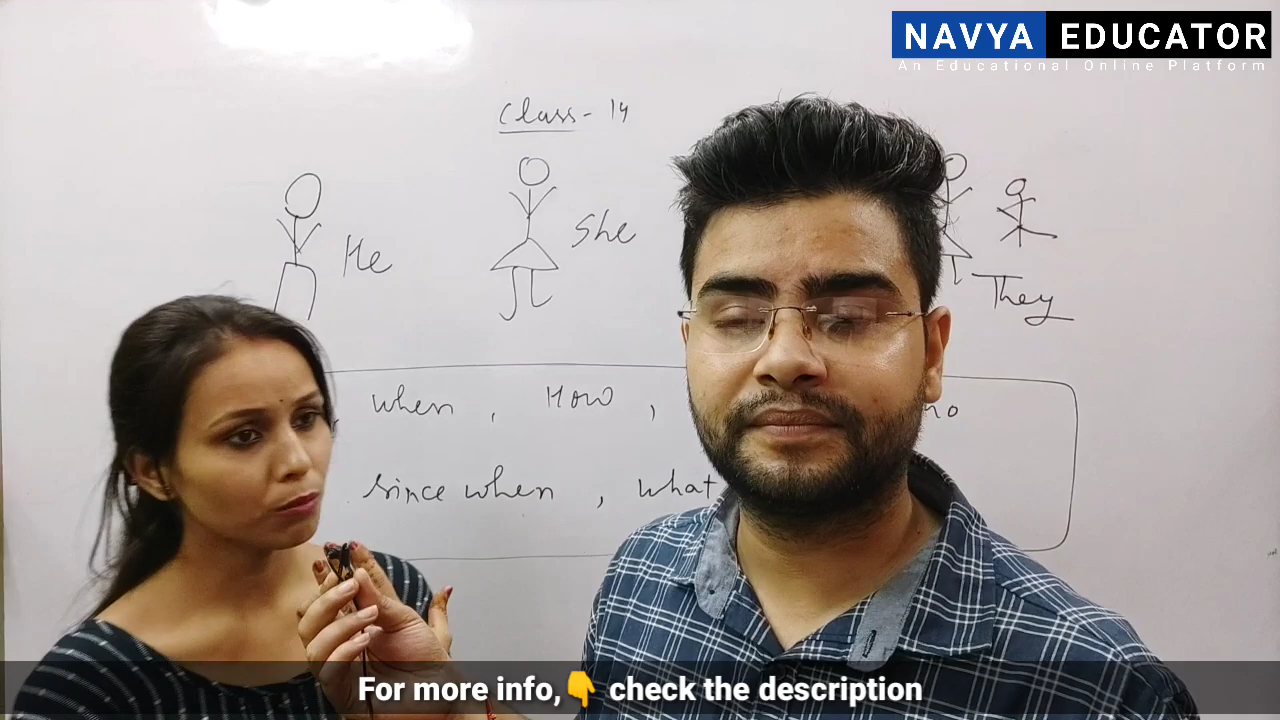 NAVYA EDUCATOR
An Educational Online Platform
Class - 14
He
She
They
when , How ,
since when , what
For more info,👇 check the description